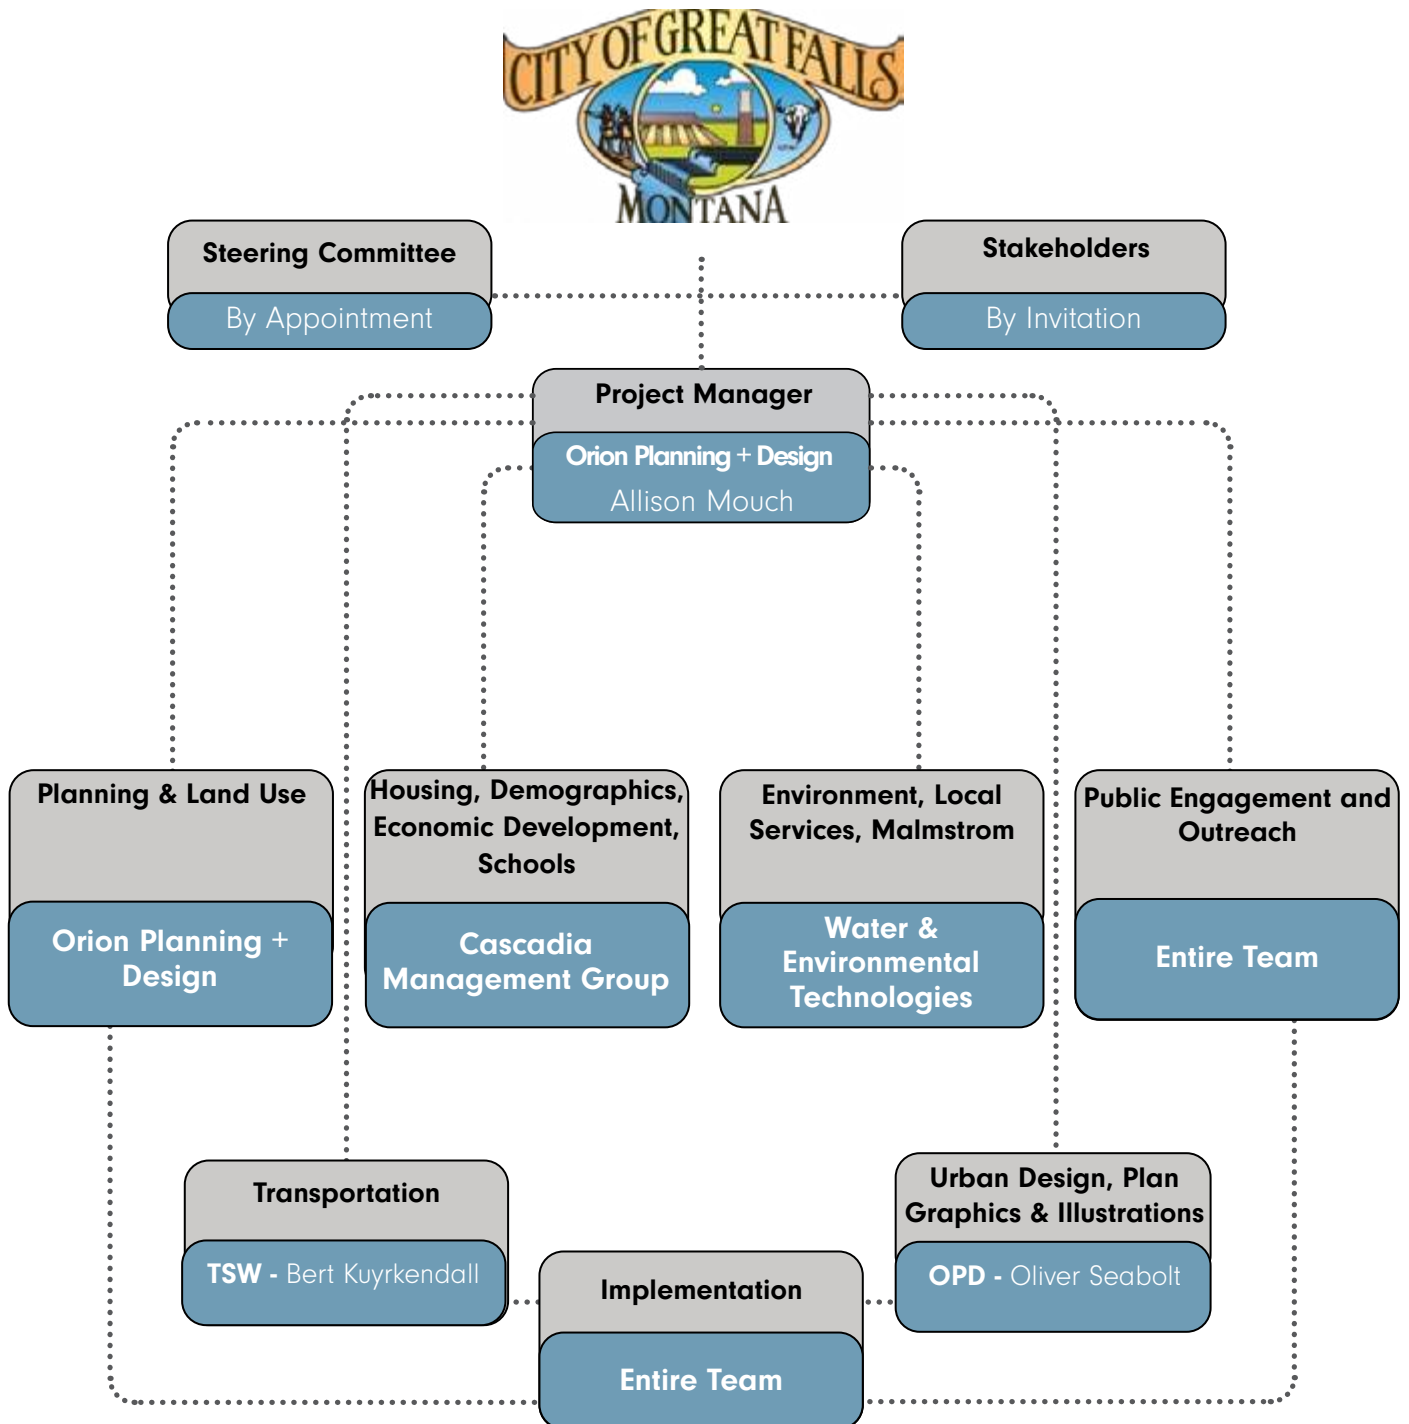 CITY OF GREAT FALLS
MONTANA
Steering Committee
By Appointment
Stakeholders
By Invitation
Project Manager
Orion Planning + Design
Allison Mouch
Planning & Land Use
Orion Planning +
Design
Housing, Demographics,
Economic Development,
Schools
Cascadia
Management Group
Environment, Local
Services, Malmstrom
Water &
Environmental
Technologies
Public Engagement and
Outreach
Entire Team
Transportation
TSW - Bert Kuyrkendall
Urban Design, Plan
Graphics & Illustrations
OPD - Oliver Seabolt
Implementation
Entire Team